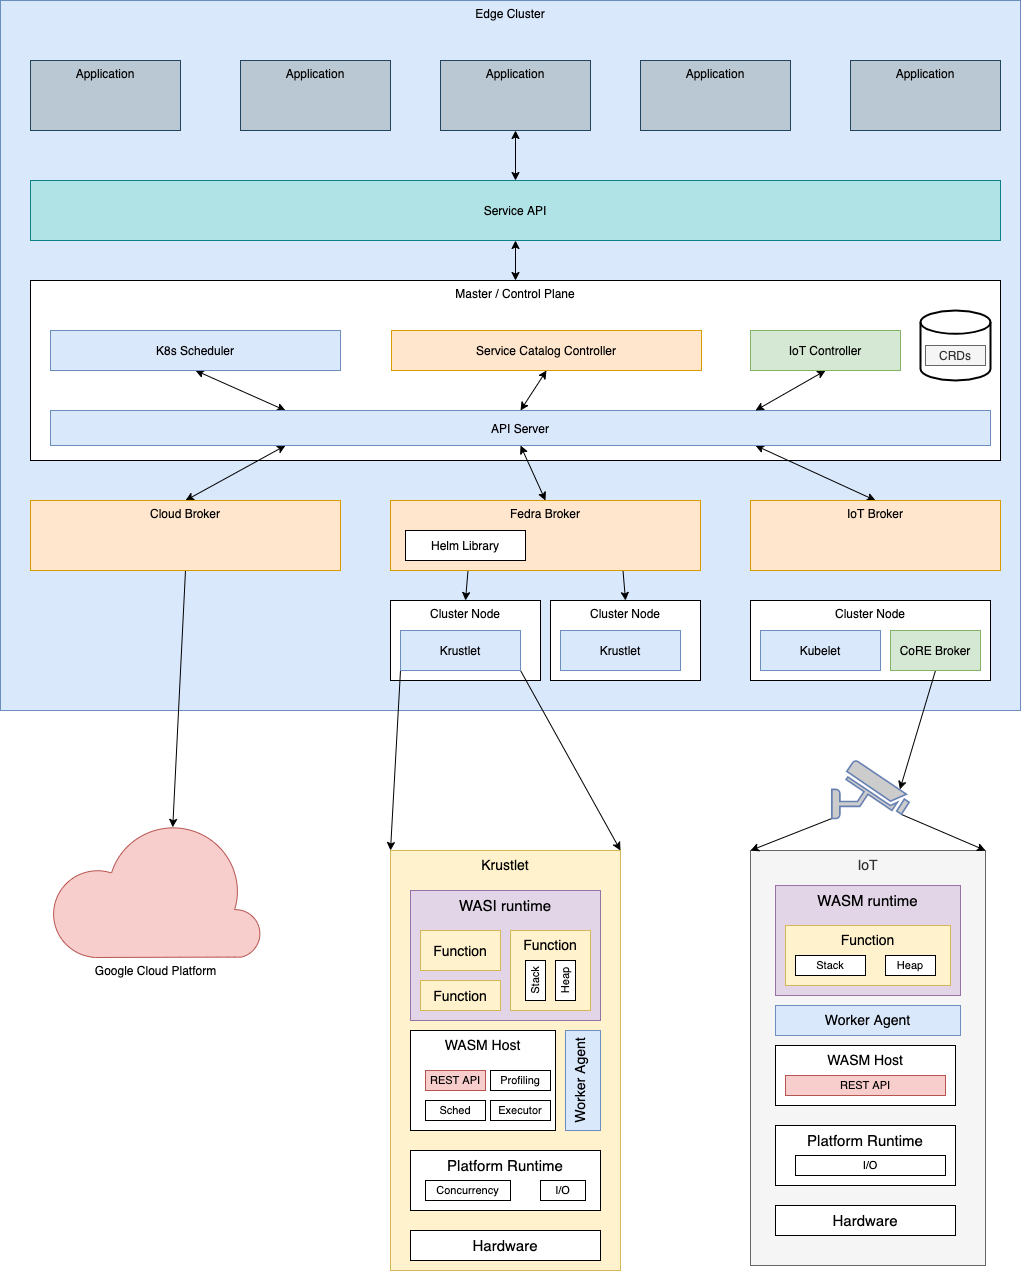 Edge Cluster
Application
Application
Application
Application
Application
Service API
Master / Control Plane
K8s Scheduler
Service Catalog Controller
IoT Controller
CRDs
API Server
Cloud Broker
Fedra Broker
IoT Broker
Helm Library
Cluster Node
Cluster Node
Cluster Node
Krustlet
Krustlet
Kubelet
CoRE Broker
Google Cloud Platform
Krustlet
WASI runtime
Function
Function
Function
Stack
Heap
WASM Host
REST API
Profiling
Sched
Executor
Worker Agent
Platform Runtime
Concurrency
I/O
Hardware
IoT
WASM runtime
Function
Stack
Heap
Worker Agent
WASM Host
REST API
Platform Runtime
I/O
Hardware